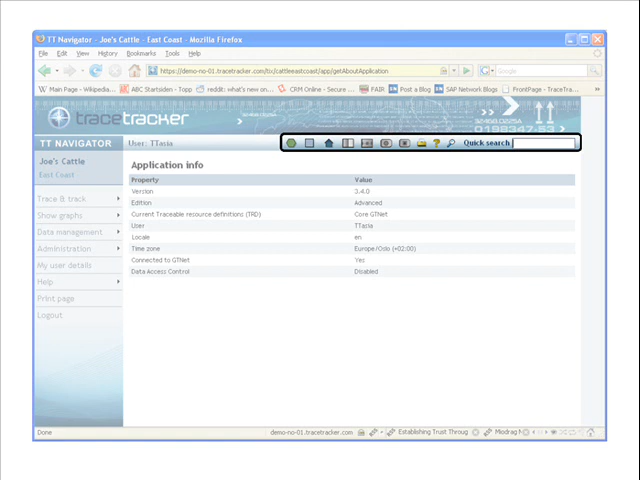 TT Navigator - Joe's Cattle - East Coast - Mozilla Firefox
File Edit View History Bookmarks Tools Help
https://demo-no-01.tracetracker.com/tix/cattleeastcoast/app/getAboutApplication
Google
Main Page - Wikipedia... ABC Startsiden - Topp reddit: what's new on... CRM Online - Secure ... FAIR Post a Blog SAP Network Blogs FrontPage - TraceTra...
tracetracker
TT NAVIGATOR User: TTasia Quick search
Joe's Cattle
East Coast
Trace & track
Show graphs
Data management
Administration
My user details
Help
Print page
Logout
Application info
Property Value
Version 3.4.0
Edition Advanced
Current Traceable resource definitions (TRD) Core GTNet
User TTasia
Locale en
Time zone Europe/Oslo (+02:00)
Connected to GTNet Yes
Data Access Control Disabled
Done demo-no-01.tracetracker.com Establishing Trust Throug Miodrag M